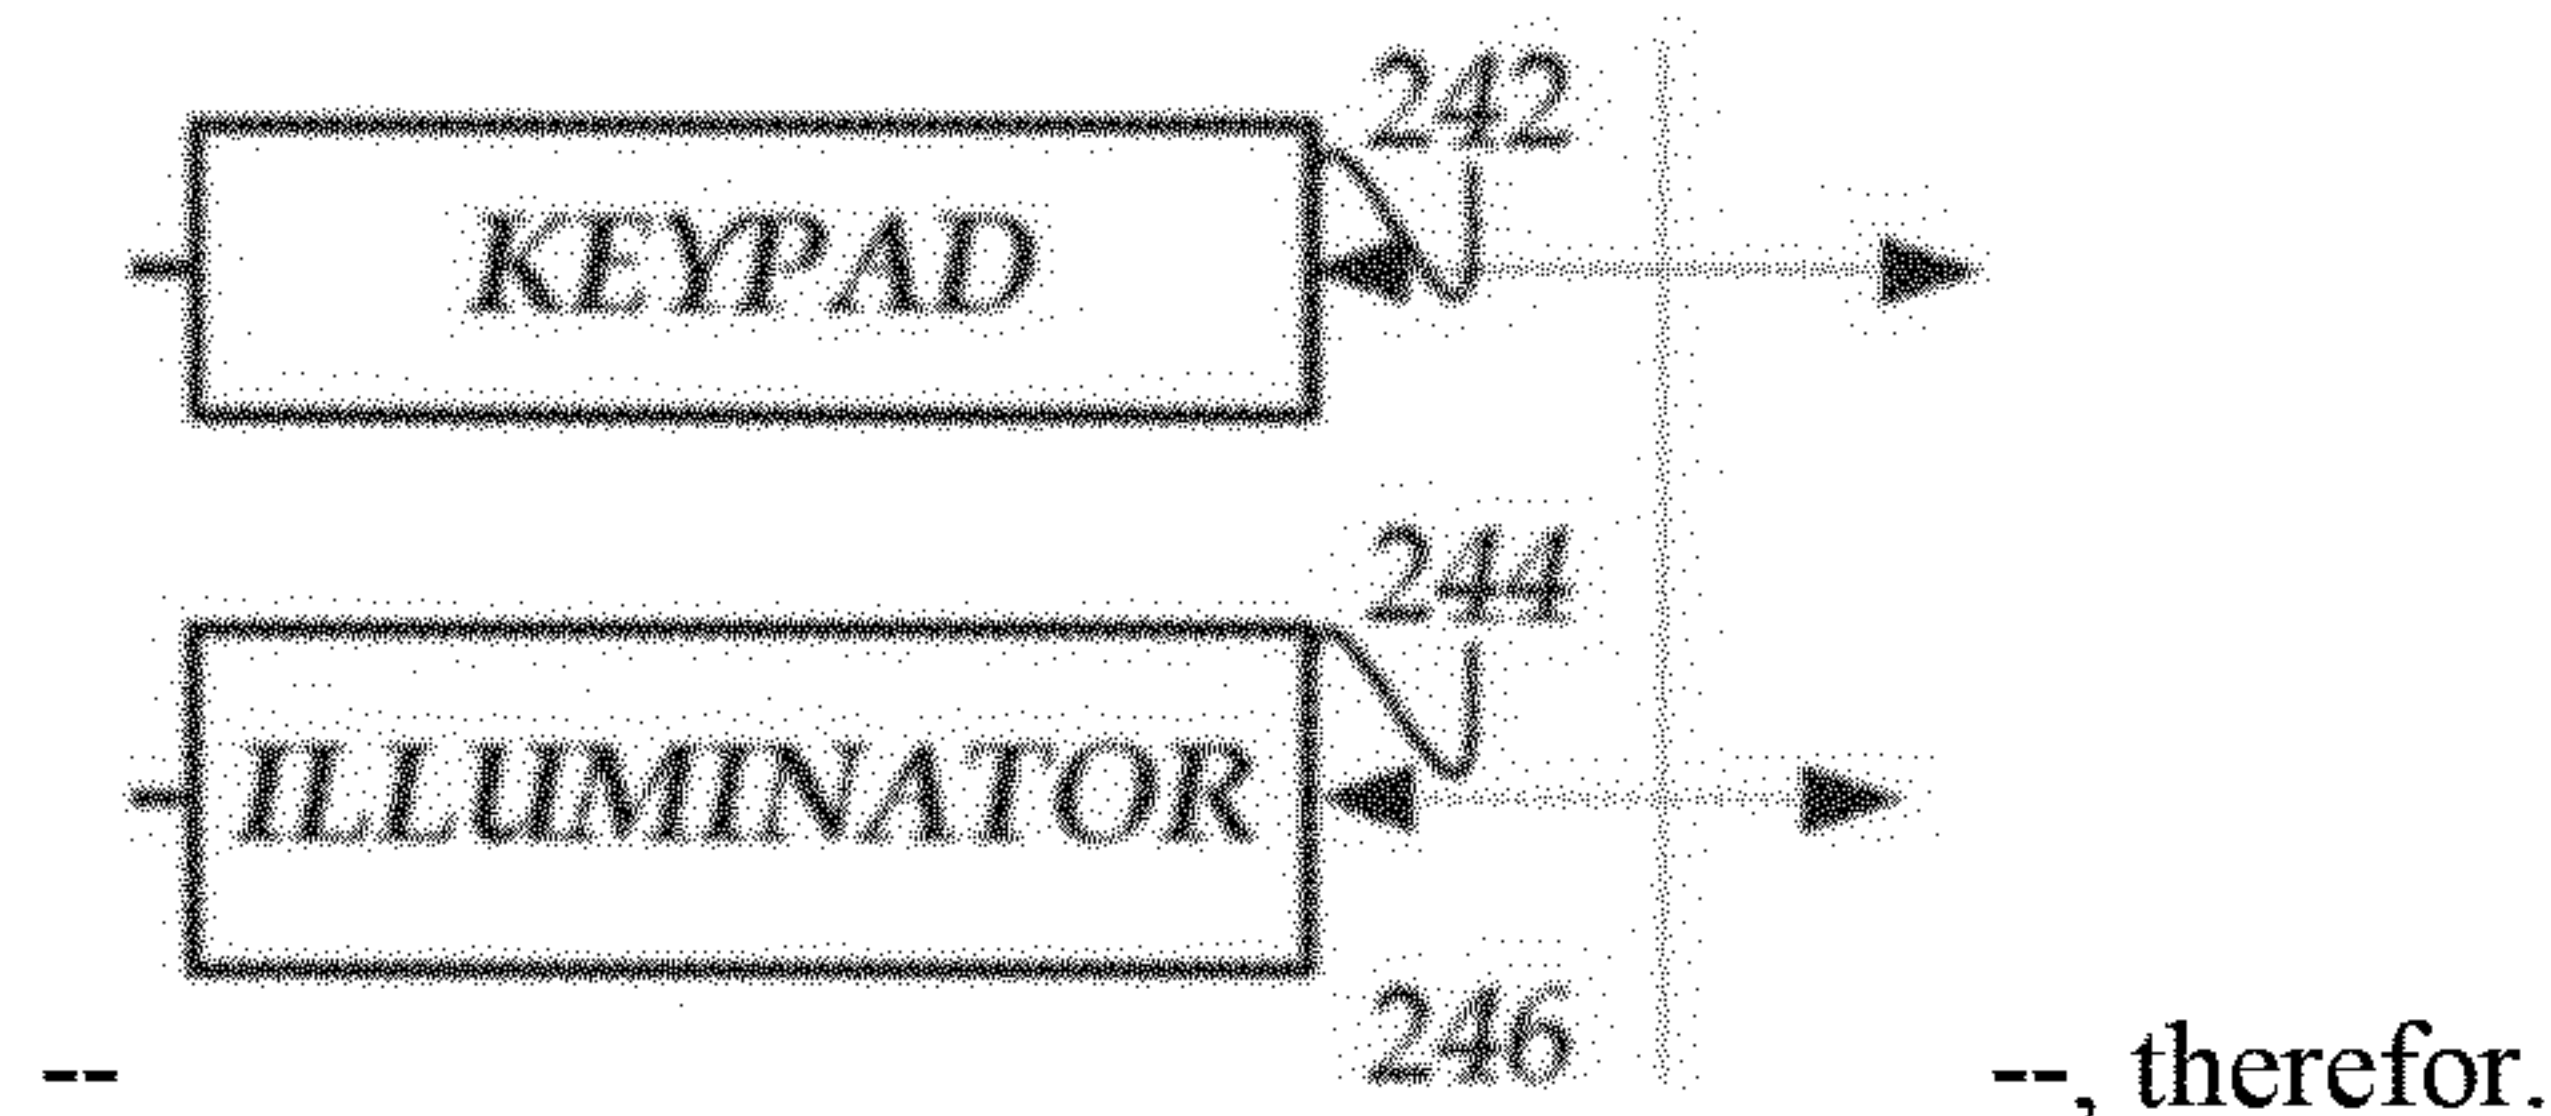 242
KEYPAD
244
ILLUMINATOR
246
-- --, therefor.